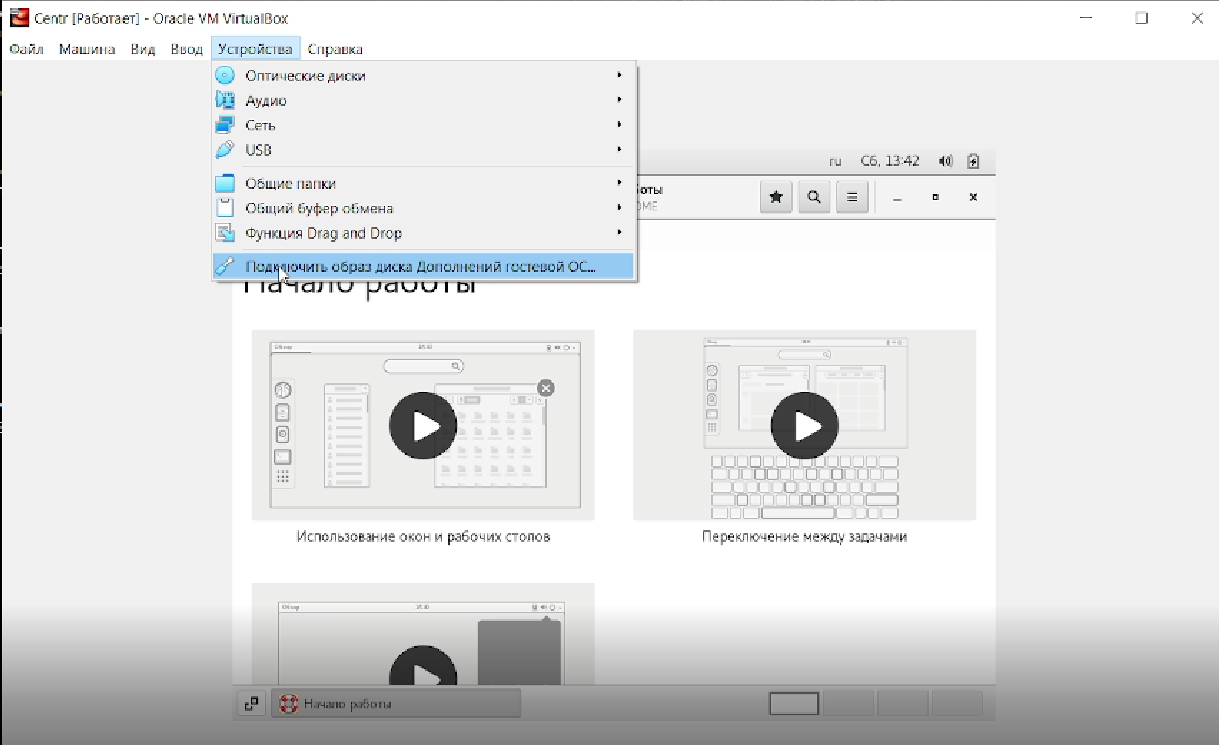 Centr [Работает] - Oracle VM VirtualBox
Файл Машина Вид Ввод Устройства Справка
Оптические диски
Аудио
Сеть
USB
Общие папки
Общий буфер обмена
Функция Drag and Drop
Подключить образ диска Дополнений гостевой ОС...
ru Сб, 13:42
Начало работы
Использование окон и рабочих столов
Переключение между задачами
Начало работы